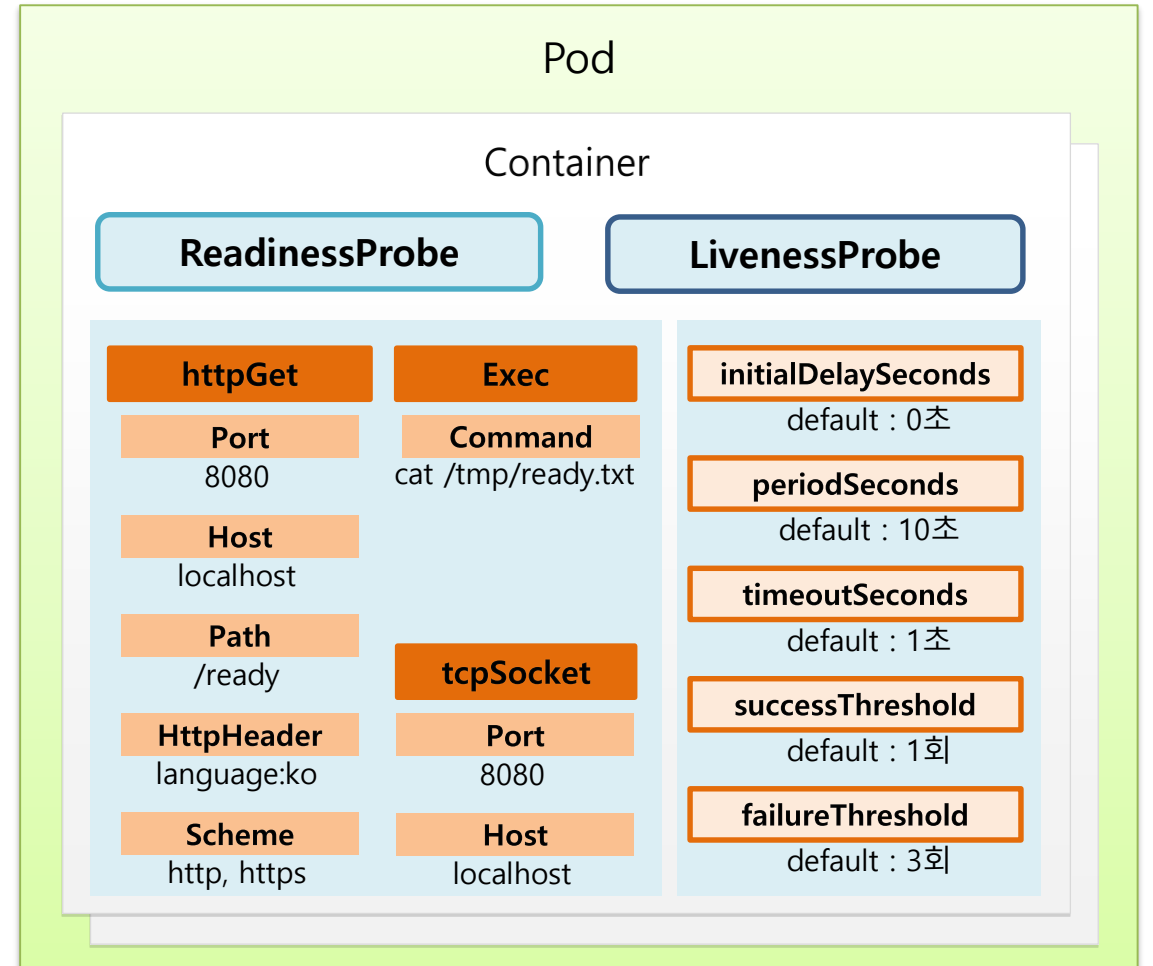 Pod
Container
ReadinessProbe
LivenessProbe
httpGet
Port
8080
Host
localhost
Path
/ready
HttpHeader
language:ko
Scheme
http, https
Exec
Command
cat /tmp/ready.txt
tcpSocket
Port
8080
Host
localhost
initialDelaySeconds
default : 0초
periodSeconds
default : 10초
timeoutSeconds
default : 1초
successThreshold
default : 1회
failureThreshold
default : 3회